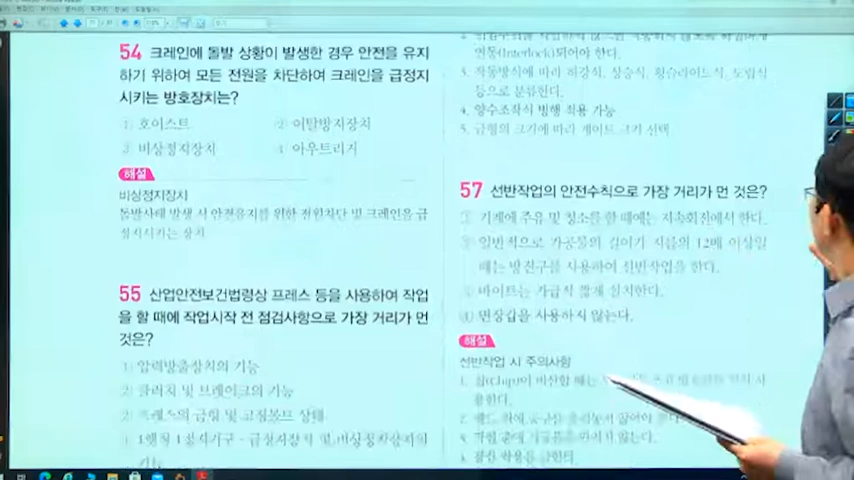 54 크레인에 돌발 상황이 발생한 경우 안전을 유지
하기 위하여 모든 전원을 차단하여 크레인을 급정지
시키는 방호장치는?
① 호이스트 ② 이탈방지장치
③ 비상정지장치 ④ 아우트리거
해설
비상정지장치
돌발사태 발생 시 안전유지를 위한 전원차단 및 크레인을 급
정지시키는 장치
55 산업안전보건법령상 프레스 등을 사용하여 작업
을 할 때에 작업시작 전 점검사항으로 가장 거리가 먼
것은?
① 압력방출장치의 기능
② 클러치 및 브레이크의 기능
③ 프레스의 금형 및 고정볼트 상태
④ 1행정 1정지기구·급정지장치 및 비상정지장치의
기능
연동(Interlock)되어야 한다.
3. 작동방식에 따라 하강식, 상승식, 횡슬라이드식, 도립식
등으로 분류한다.
4. 양수조작식 병행 적용 가능
5. 금형의 크기에 따라 게이트 크기 선택
57 선반작업의 안전수칙으로 가장 거리가 먼 것은?
① 기계에 주유 및 청소를 할 때에는 저속회전에서 한다.
② 일반적으로 가공물의 길이가 지름의 12배 이상일
때는 방진구를 사용하여 선반작업을 한다.
③ 바이트는 가급적 짧게 설치한다.
④ 면장갑을 사용하지 않는다.
해설
선반작업 시 주의사항
1. 칩(Chip)이 비산할 때는
용한다.